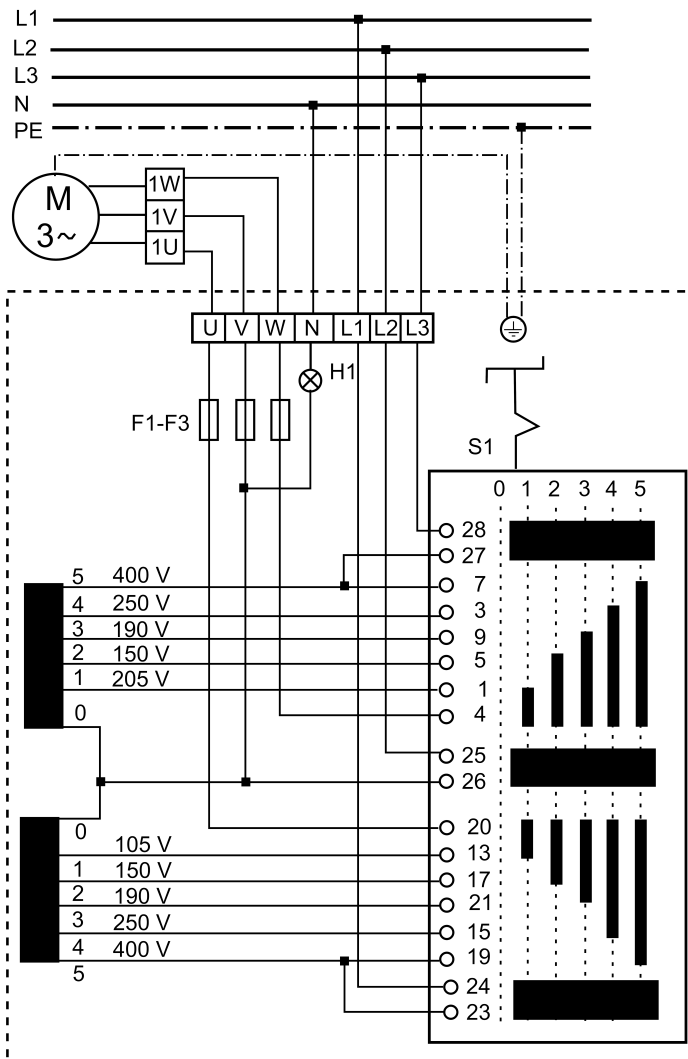 L1
L2
L3
N
PE
M
3~
1W
1V
1U
U V W N L1 L2 L3
H1
F1-F3
S1
0 1 2 3 4 5
28
27
5 400 V 7
4 250 V 3
3 190 V 9
2 150 V 5
1 205 V 1
0 4
25
26
0 20
105 V 13
1 150 V 17
2 190 V 21
3 250 V 15
4 400 V 19
5 24
23